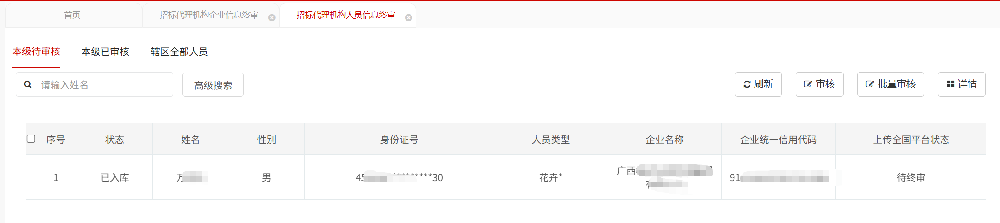 首页 招标代理机构企业信息终审 招标代理机构人员信息终审
本级待审核 本级已审核 辖区全部人员
请输入姓名 高级搜索 刷新 审核 批量审核 详情
序号 状态 姓名 性别 身份证号 人员类型 企业名称 企业统一信用代码 上传全国平台状态
广西
1 已入库 男 45 ********30 花卉* 91 待终审